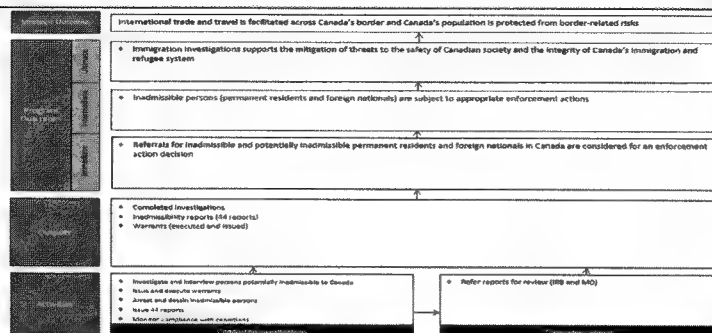 International trade and travel is facilitated across Canada's border and Canada's population is protected from border-related risks
Immigration investigations supports the mitigation of threats to the safety of Canadian society and the integrity of Canada's immigration and
refugee system
Inadmissible persons (permanent residents and foreign nationals) are subject to appropriate enforcement actions
Referrals for inadmissible and potentially inadmissible permanent residents and foreign nationals in Canada are considered for an enforcement
action decision
Completed investigations
Inadmissibility reports (44 reports)
Warrants (executed and issued)
Investigate and interview persons potentially inadmissible to Canada
Issue and execute warrants
Arrest and detain inadmissible persons
Issue 44 reports
Monitor compliance with conditions
Refer reports for review (IRB and MO)